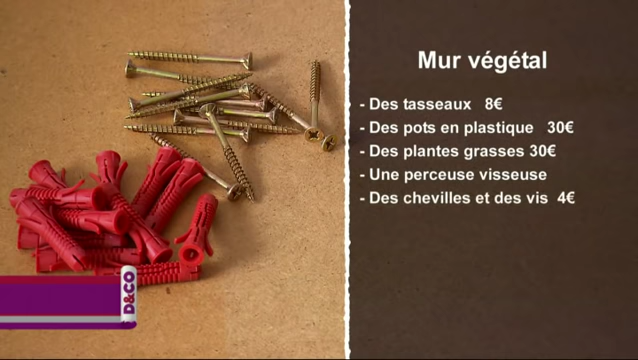 Mur végétal
- Des tasseaux 8€
- Des pots en plastique 30€
- Des plantes grasses 30€
- Une perceuse visseuse
- Des chevilles et des vis 4€
D&CO